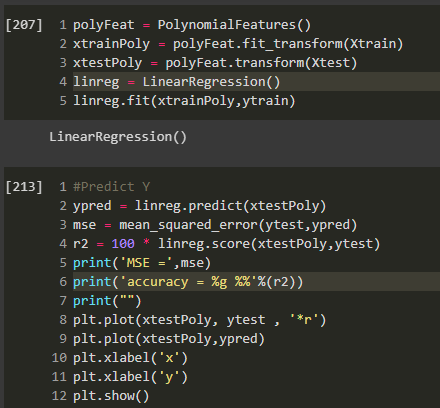 [207]
1 polyFeat = PolynomialFeatures()
2 xtrainPoly = polyFeat.fit_transform(Xtrain)
3 xtestPoly = polyFeat.transform(Xtest)
4 linreg = LinearRegression()
5 linreg.fit(xtrainPoly,ytrain)
LinearRegression()
[213]
1 #Predict Y
2 ypred = linreg.predict(xtestPoly)
3 mse = mean_squared_error(ytest,ypred)
4 r2 = 100 * linreg.score(xtestPoly,ytest)
5 print('MSE =',mse)
6 print('accuracy = %g %%'%(r2))
7 print("")
8 plt.plot(xtestPoly, ytest , '*r')
9 plt.plot(xtestPoly,ypred)
10 plt.xlabel('x')
11 plt.xlabel('y')
12 plt.show()